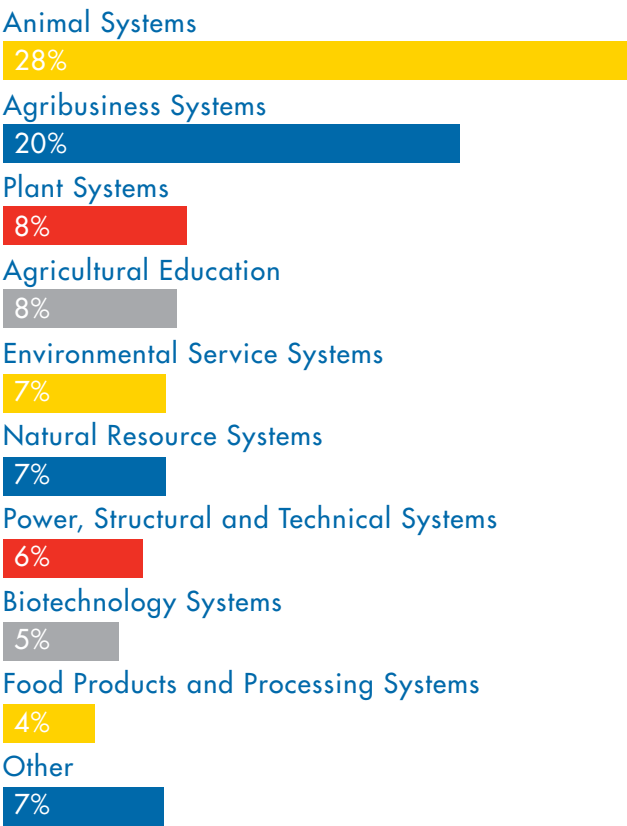 Animal Systems
28%
Agribusiness Systems
20%
Plant Systems
8%
Agricultural Education
8%
Environmental Service Systems
7%
Natural Resource Systems
7%
Power, Structural and Technical Systems
6%
Biotechnology Systems
5%
Food Products and Processing Systems
4%
Other
7%